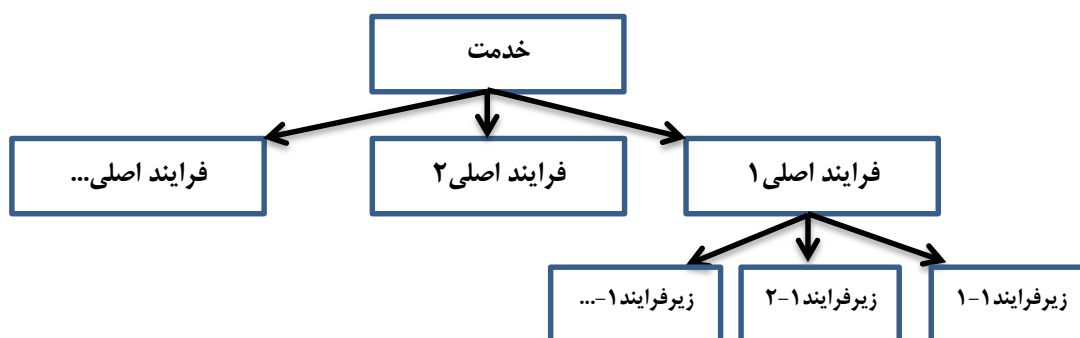 خدمت
فرایند اصلی۱
فرایند اصلی۲
فرایند اصلی...
زیرفرایند۱-۱
زیرفرایند۱-۲
زیرفرایند۱-...